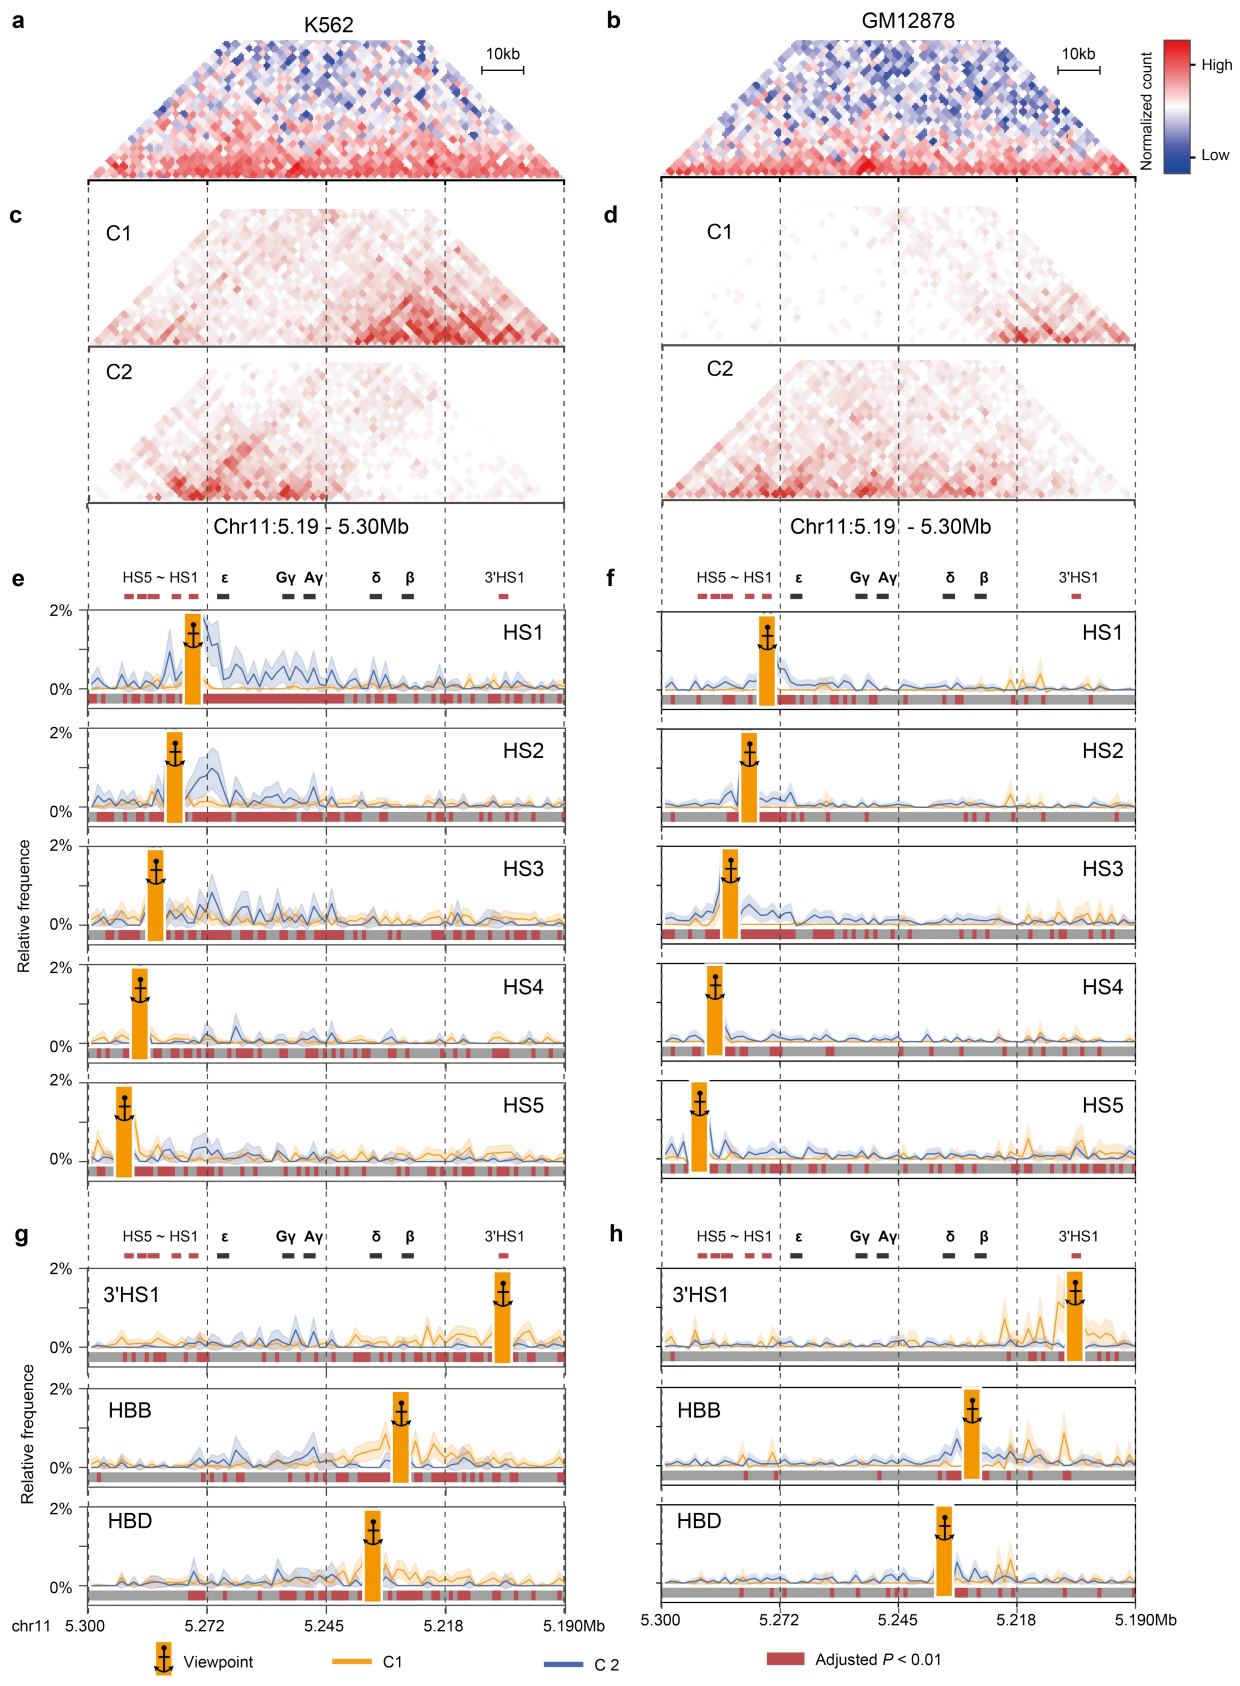 a
K562
b
GM12878
10kb
10kb
Normalized count
High
Low
c
C1
d
C1
C2
C2
Chr11:5.19 - 5.30Mb
Chr11:5.19 - 5.30Mb
e
HS5 ~ HS1 ε Gγ Aγ δ β 3'HS1
f
HS5 ~ HS1 ε Gγ Aγ δ β 3'HS1
Relative frequence
2%
HS1
0%
HS1
2%
HS2
0%
HS2
2%
HS3
0%
HS3
2%
HS4
0%
HS4
2%
HS5
0%
HS5
g
HS5 ~ HS1 ε Gγ Aγ δ β 3'HS1
h
HS5 ~ HS1 ε Gγ Aγ δ β 3'HS1
Relative frequence
2%
3'HS1
0%
3'HS1
2%
HBB
0%
HBB
2%
HBD
0%
HBD
chr11 5.300 5.272 5.245 5.218 5.190Mb
5.300 5.272 5.245 5.218 5.190Mb
Viewpoint
C1
C 2
Adjusted P < 0.01